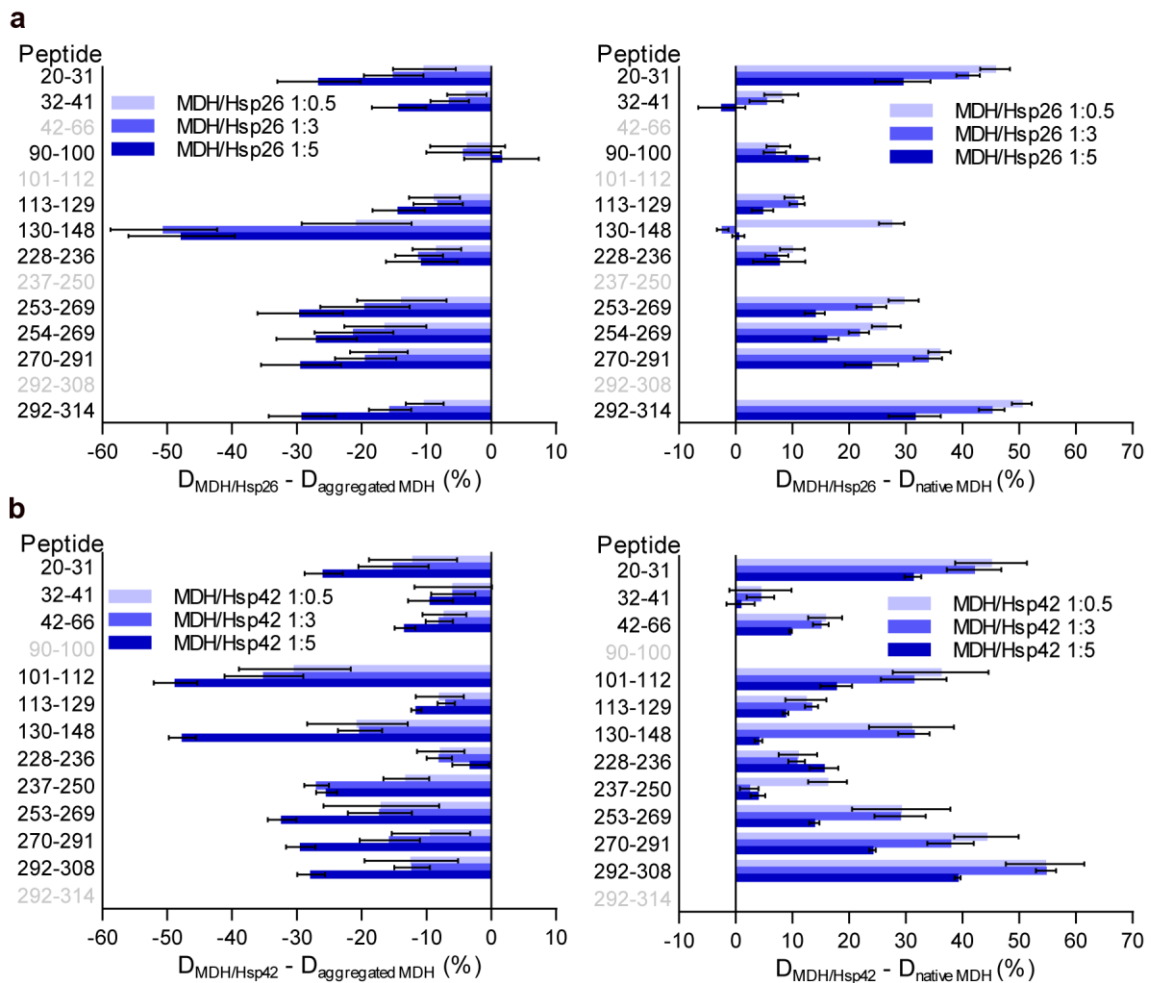 a
Peptide
20-31
32-41
42-66
90-100
101-112
113-129
130-148
228-236
237-250
253-269
254-269
270-291
292-308
292-314
MDH/Hsp26 1:0.5
MDH/Hsp26 1:3
MDH/Hsp26 1:5
-60 -50 -40 -30 -20 -10 0 10
D MDH/Hsp26 - D aggregated MDH (%)
Peptide
20-31
32-41
42-66
90-100
101-112
113-129
130-148
228-236
237-250
253-269
254-269
270-291
292-308
292-314
MDH/Hsp26 1:0.5
MDH/Hsp26 1:3
MDH/Hsp26 1:5
-10 0 10 20 30 40 50 60 70
D MDH/Hsp26 - D native MDH (%)
b
Peptide
20-31
32-41
42-66
90-100
101-112
113-129
130-148
228-236
237-250
253-269
270-291
292-308
292-314
MDH/Hsp42 1:0.5
MDH/Hsp42 1:3
MDH/Hsp42 1:5
-60 -50 -40 -30 -20 -10 0 10
D MDH/Hsp42 - D aggregated MDH (%)
Peptide
20-31
32-41
42-66
90-100
101-112
113-129
130-148
228-236
237-250
253-269
270-291
292-308
292-314
MDH/Hsp42 1:0.5
MDH/Hsp42 1:3
MDH/Hsp42 1:5
-10 0 10 20 30 40 50 60 70
D MDH/Hsp42 - D native MDH (%)